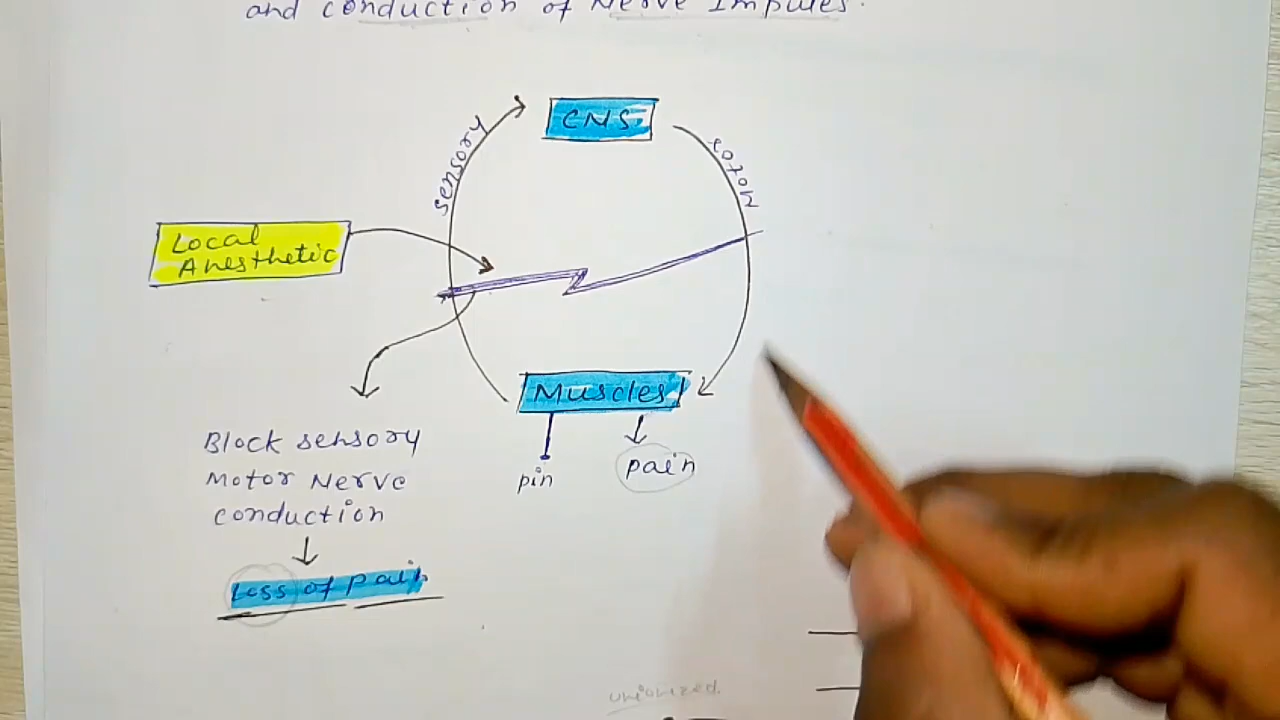 and conduction of Nerve Impules.
CNS
sensory
Motor
Local
Anesthetic
Muscles
pin
pain
Block sensory
Motor Nerve
conduction
Loss of pain
unionized.